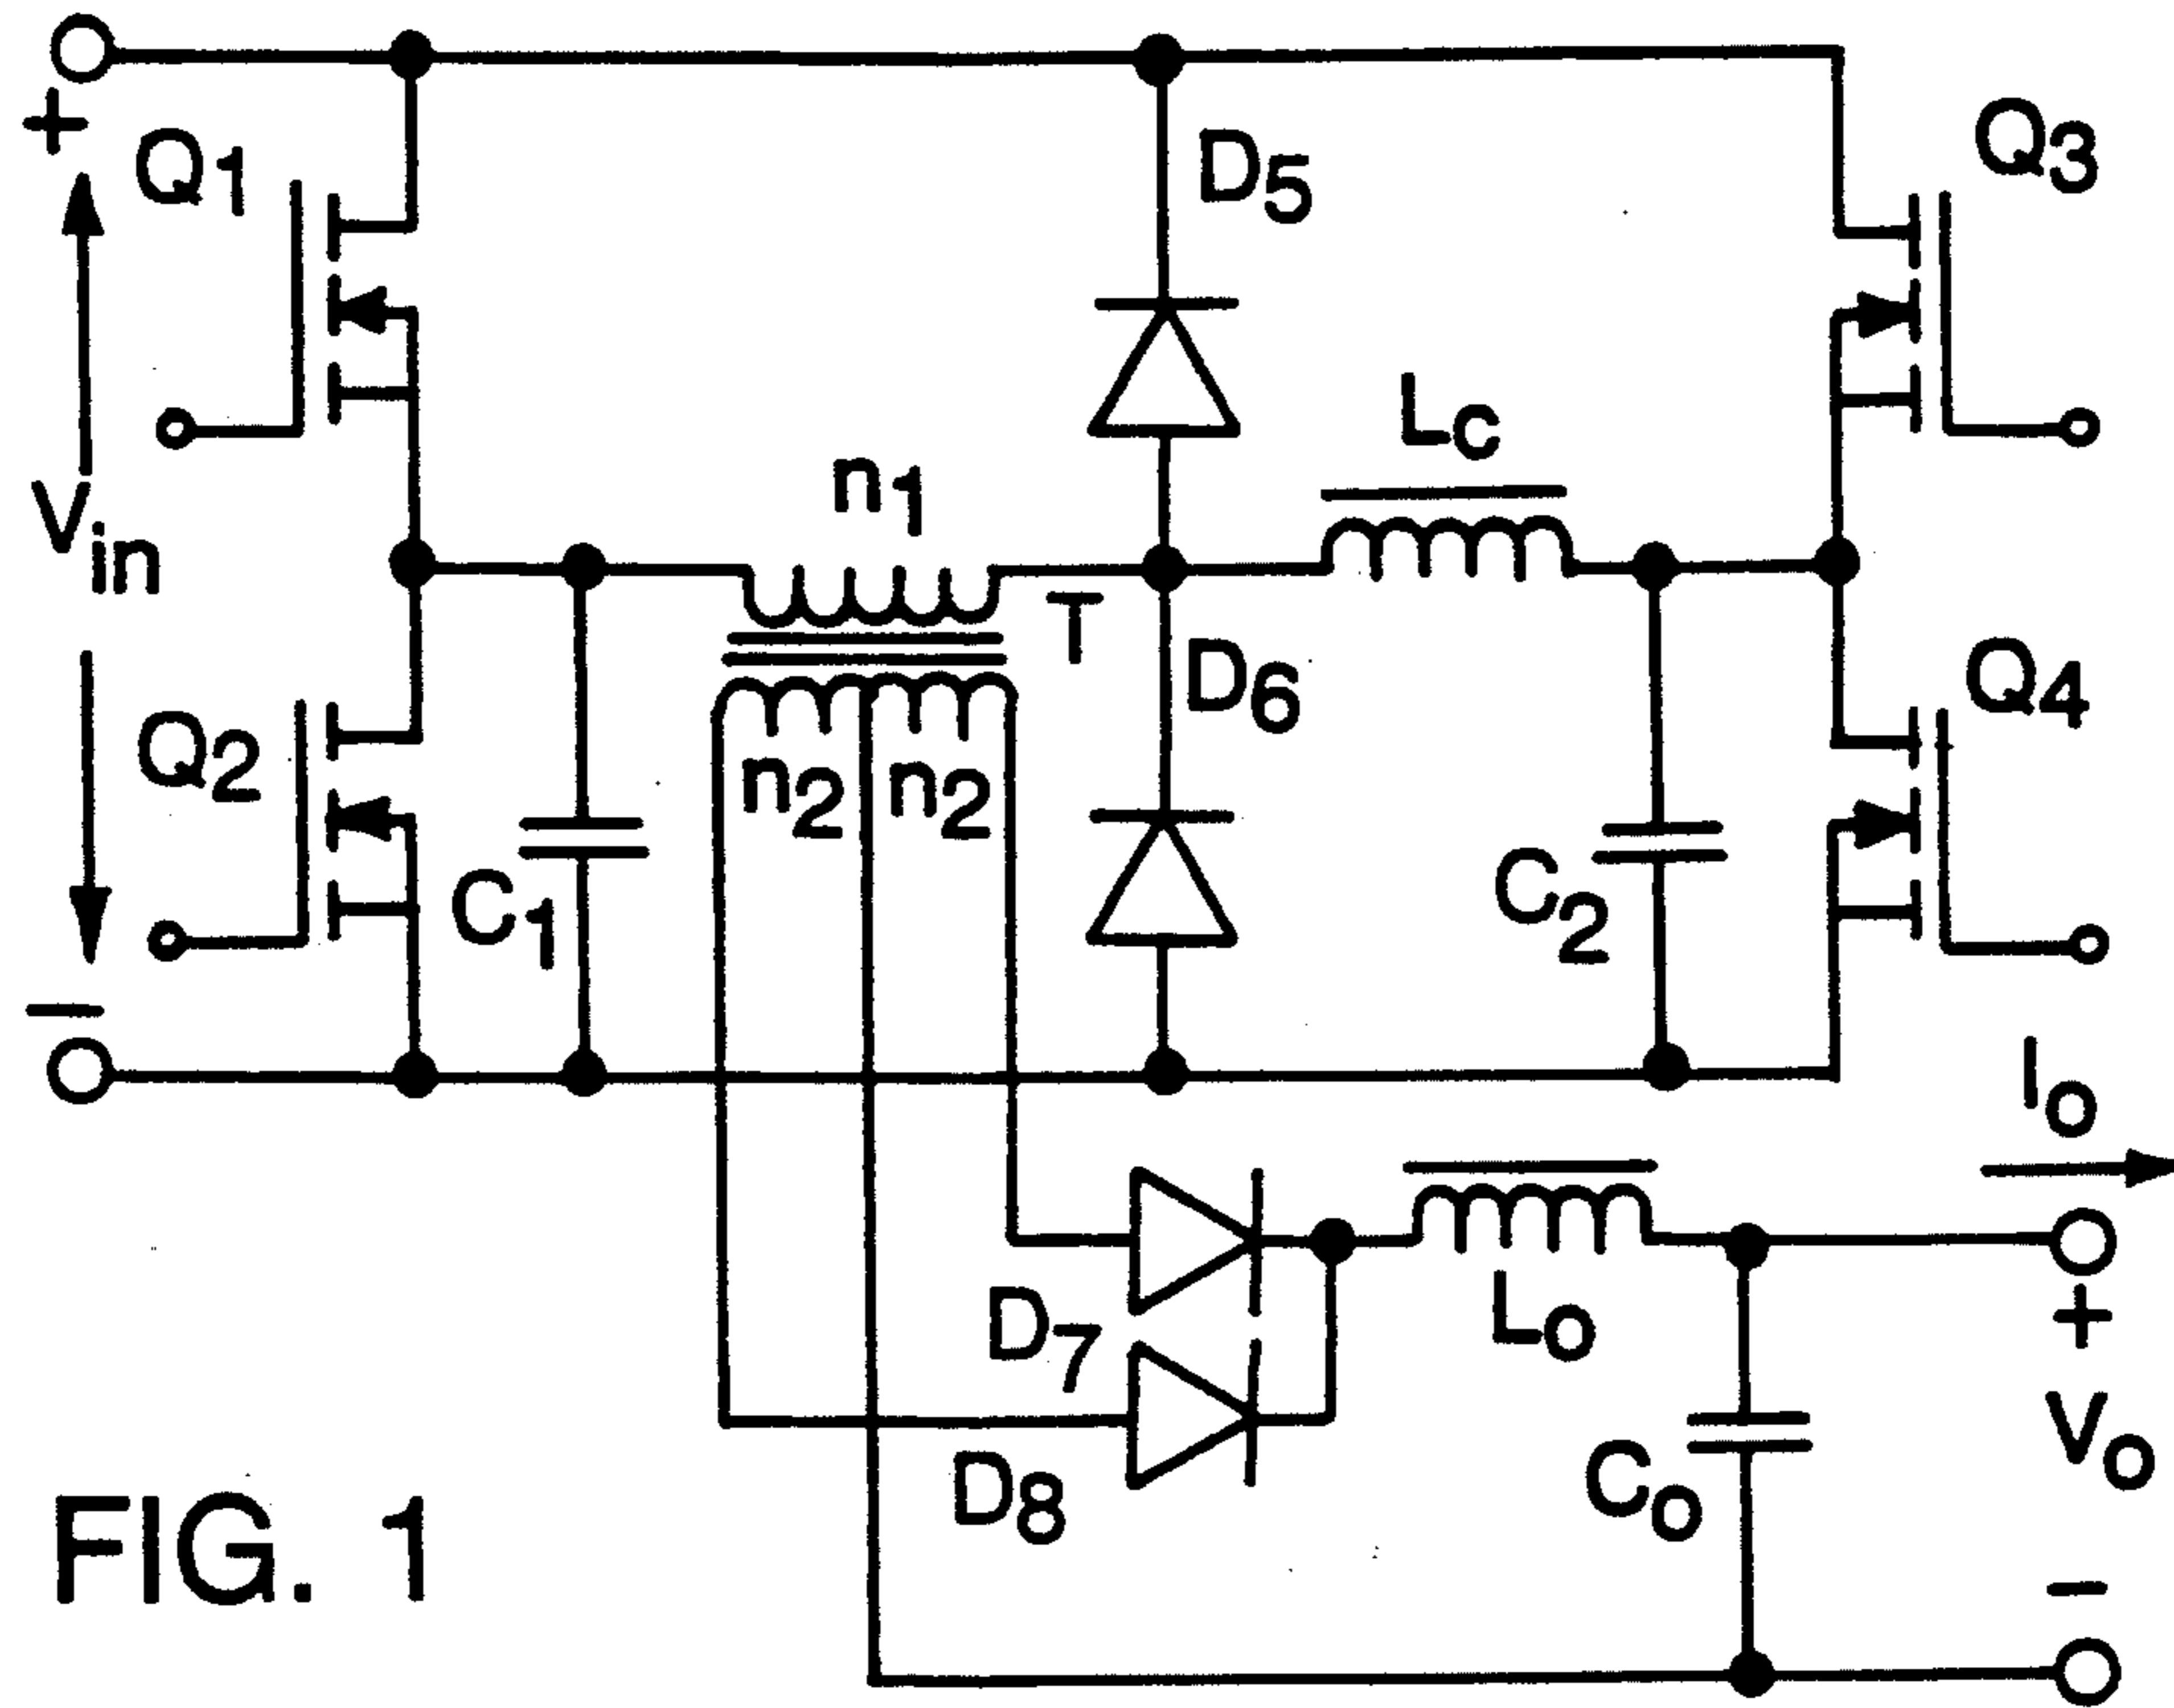 +
Q1
D5
Q3
Vin
n1
LC
T
Q2
n2
n2
D6
Q4
C1
C2
−
IO
D7
LO
+
VO
D8
CO
−
FIG. 1